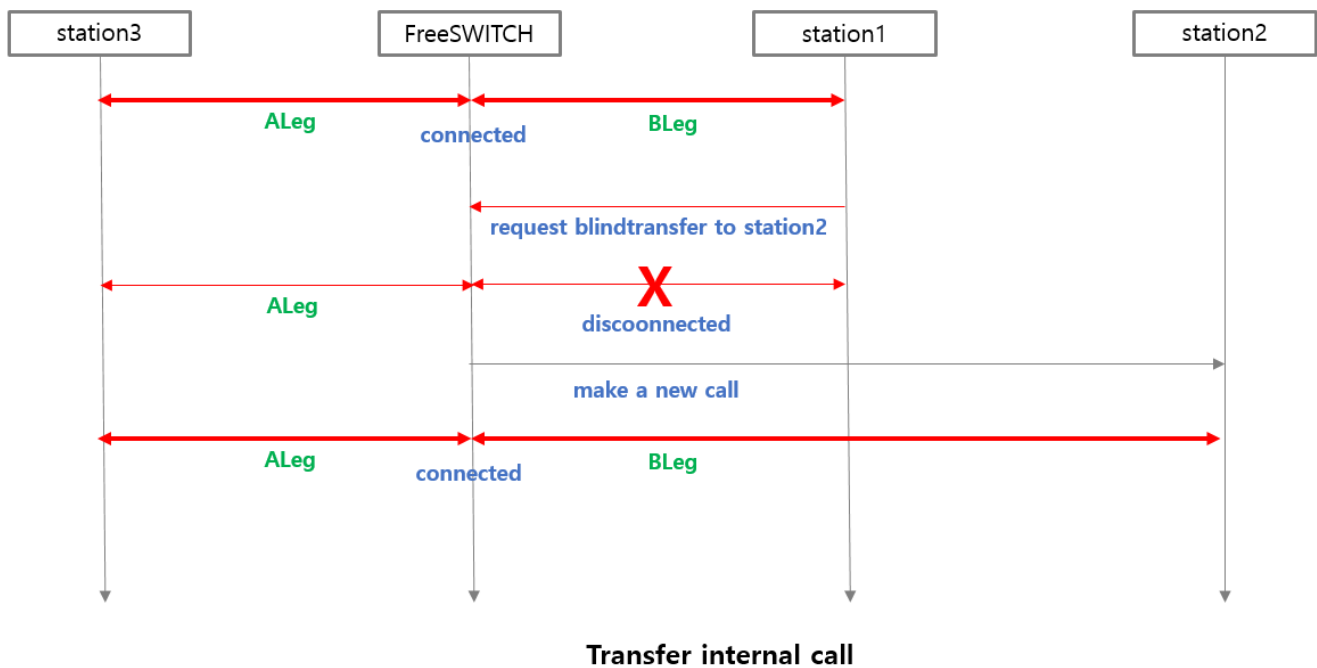 station3
FreeSWITCH
station1
station2
ALeg
BLeg
connected
request blindtransfer to station2
X
ALeg
discoonnected
make a new call
ALeg
BLeg
connected
Transfer internal call